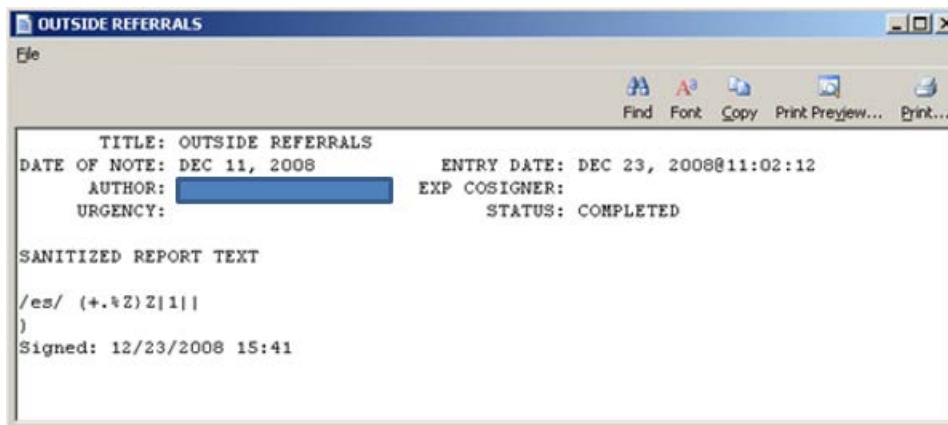 OUTSIDE REFERRALS
File
Find Font Copy Print Preview... Print...
TITLE: OUTSIDE REFERRALS
DATE OF NOTE: DEC 11, 2008 ENTRY DATE: DEC 23, 2008@11:02:12
AUTHOR: EXP COSIGNER:
URGENCY: STATUS: COMPLETED
SANITIZED REPORT TEXT
/es/ (+.%Z)Z|1||
)
Signed: 12/23/2008 15:41